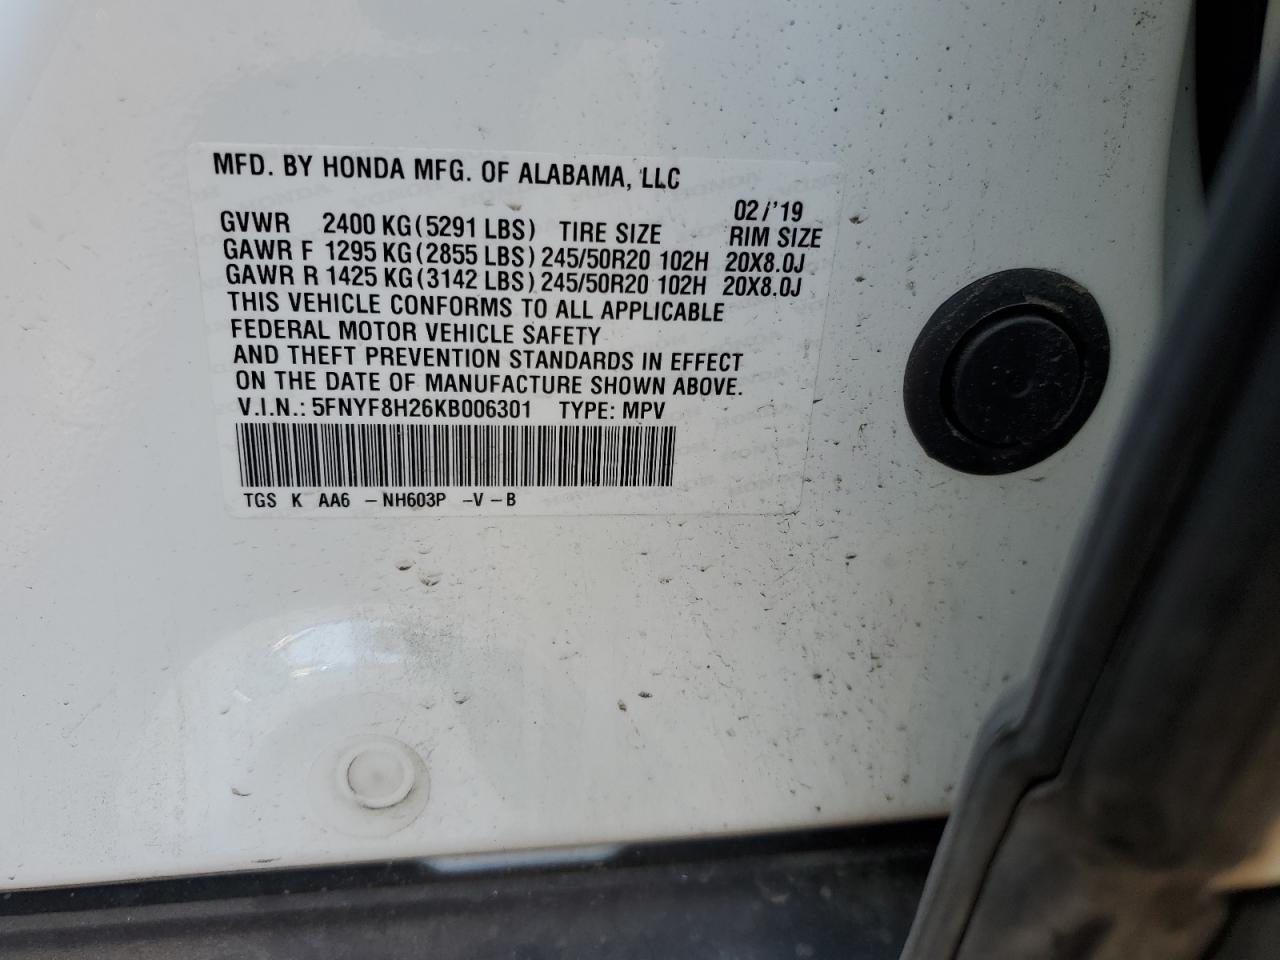 MFD. BY HONDA MFG. OF ALABAMA, LLC
02/'19
GVWR 2400 KG(5291 LBS) TIRE SIZE RIM SIZE
GAWR F 1295 KG(2855 LBS) 245/50R20 102H 20X8.0J
GAWR R 1425 KG(3142 LBS) 245/50R20 102H 20X8.0J
THIS VEHICLE CONFORMS TO ALL APPLICABLE
FEDERAL MOTOR VEHICLE SAFETY
AND THEFT PREVENTION STANDARDS IN EFFECT
ON THE DATE OF MANUFACTURE SHOWN ABOVE.
V.I.N.: 5FNYF8H26KB006301 TYPE: MPV
TGS K AA6 -NH603P -V -B